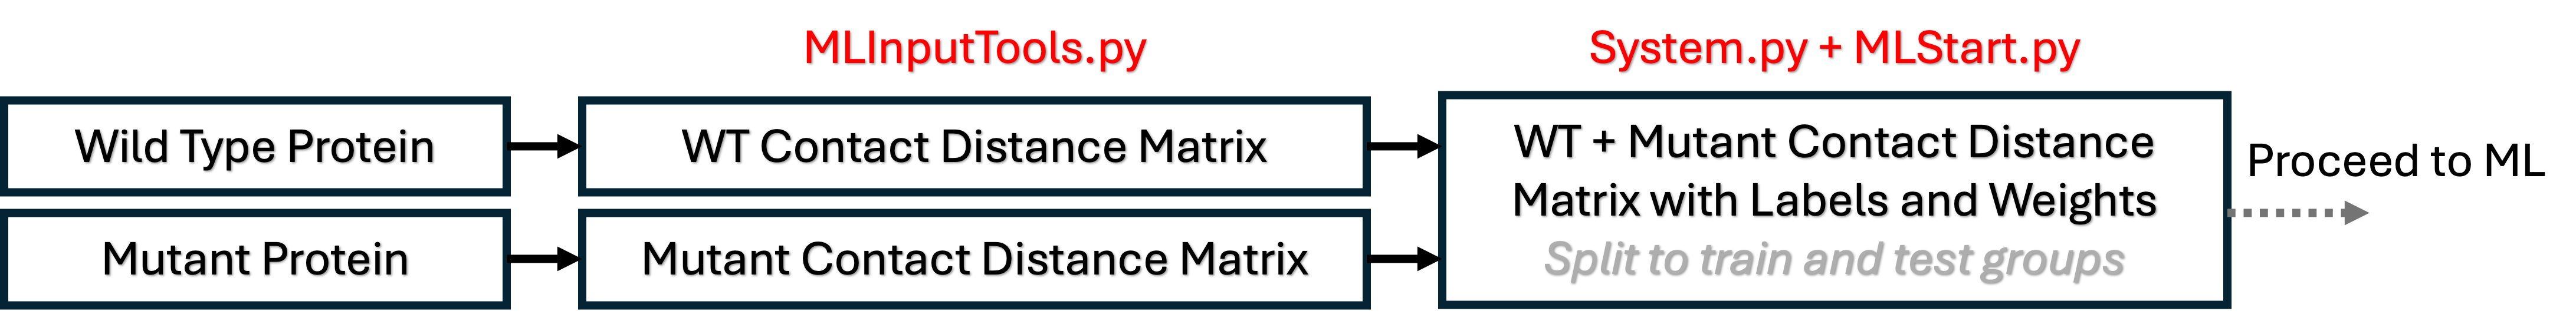 MLInputTools.py
System.py + MLStart.py
Wild Type Protein
WT Contact Distance Matrix
WT + Mutant Contact Distance
Matrix with Labels and Weights
Split to train and test groups
Proceed to ML
Mutant Protein
Mutant Contact Distance Matrix